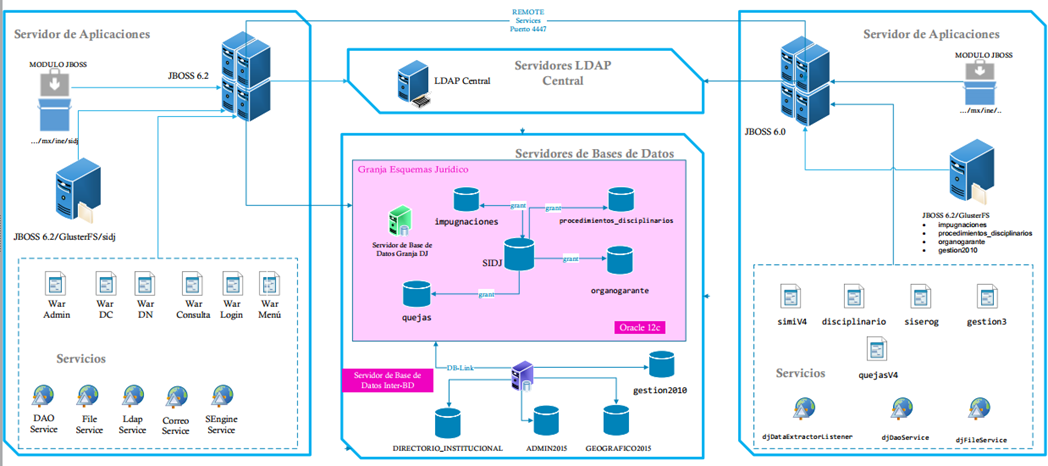 REMOTE
Services
Puerto 4447
Servidor de Aplicaciones
MODULO JBOSS
JBOSS 6.2
.../mx/ine/sidj
JBOSS 6.2/GlusterFS/sidj
War
Admin
War
DC
War
DN
War
Consulta
War
Login
War
Menú
Servicios
DAO
Service
File
Service
Ldap
Service
Correo
Service
SEngine
Service
Servidores LDAP
Central
LDAP Central
Servidores de Bases de Datos
Granja Esquemas Jurídico
impugnaciones
grant
grant
procedimientos_disciplinarios
Servidor de Base de
Datos Granja DJ
SIDJ
grant
organogarante
quejas
grant
Oracle 12c
DB-Link
Servidor de Base de
Datos Inter-BD
gestion2010
DIRECTORIO_INSTITUCIONAL
ADMIN2015
GEOGRAFICO2015
Servidor de Aplicaciones
MODULO JBOSS
.../mx/ine/..
JBOSS 6.0
JBOSS 6.2/GlusterFS
• impugnaciones
• procedimientos_disciplinarios
• organogarante
• gestion2010
simiV4
disciplinario
siserog
gestion3
quejasV4
Servicios
djDataExtractorListener
djDaoService
djFileService